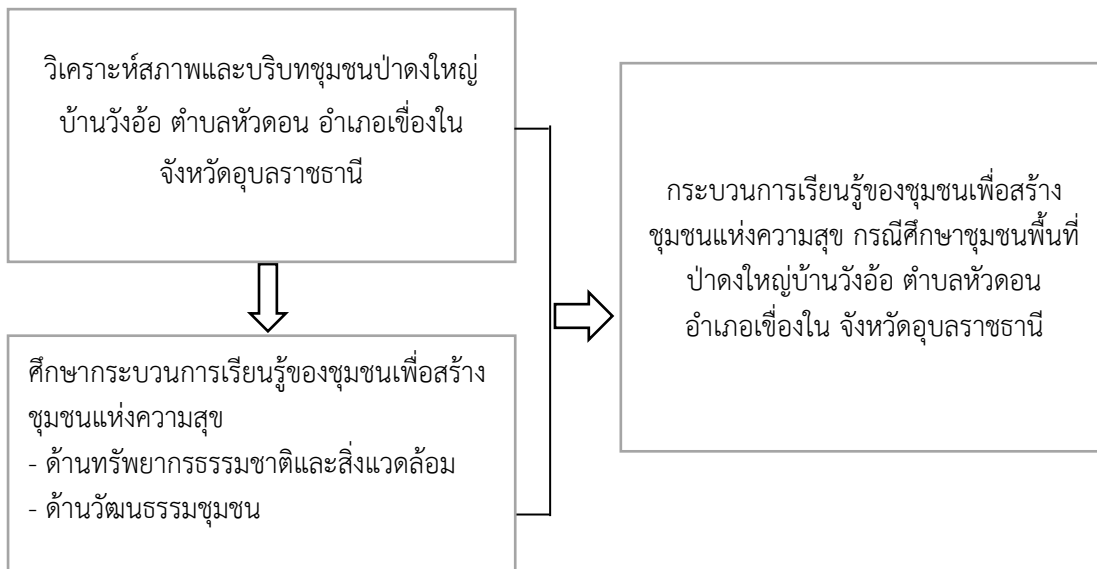 วิเคราะห์สภาพและบริบทชุมชนป่าดงใหญ่
บ้านวังอ้อ ตำบลหัวดอน อำเภอเขื่องใน
จังหวัดอุบลราชธานี
ศึกษากระบวนการเรียนรู้ของชุมชนเพื่อสร้าง
ชุมชนแห่งความสุข
- ด้านทรัพยากรธรรมชาติและสิ่งแวดล้อม
- ด้านวัฒนธรรมชุมชน
กระบวนการเรียนรู้ของชุมชนเพื่อสร้าง
ชุมชนแห่งความสุข กรณีศึกษาชุมชนพื้นที่
ป่าดงใหญ่บ้านวังอ้อ ตำบลหัวดอน
อำเภอเขื่องใน จังหวัดอุบลราชธานี